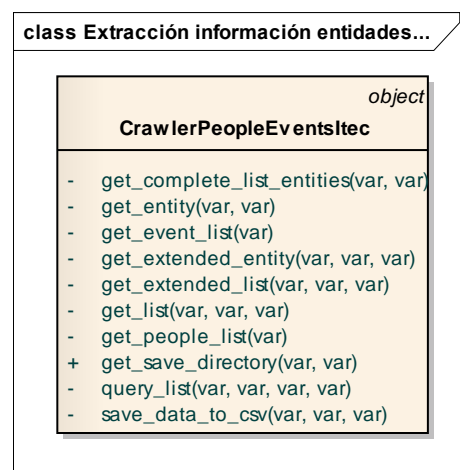 class Extracción información entidades...
object
CrawlerPeopleEventsItec
- get_complete_list_entities(var, var)
- get_entity(var, var)
- get_event_list(var)
- get_extended_entity(var, var, var)
- get_extended_list(var, var, var)
- get_list(var, var, var)
- get_people_list(var)
+ get_save_directory(var, var)
- query_list(var, var, var, var)
- save_data_to_csv(var, var, var)